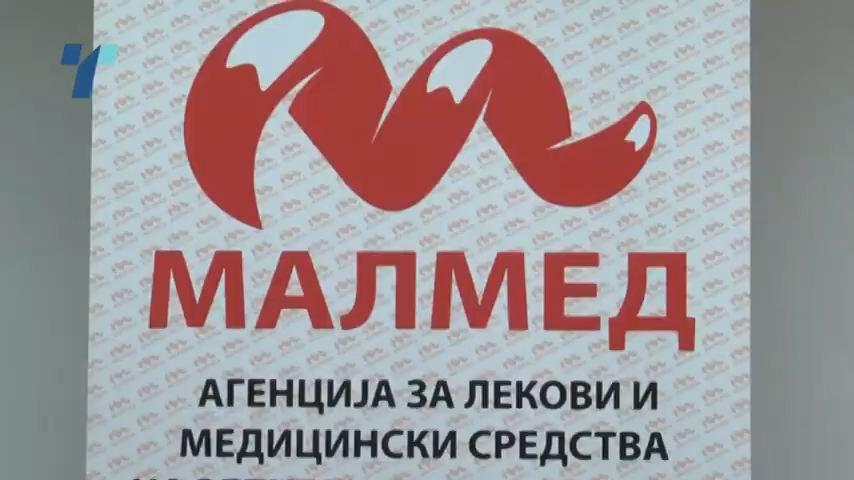 МАЛМЕД
АГЕНЦИЈА ЗА ЛЕКОВИ И
МЕДИЦИНСКИ СРЕДСТВА